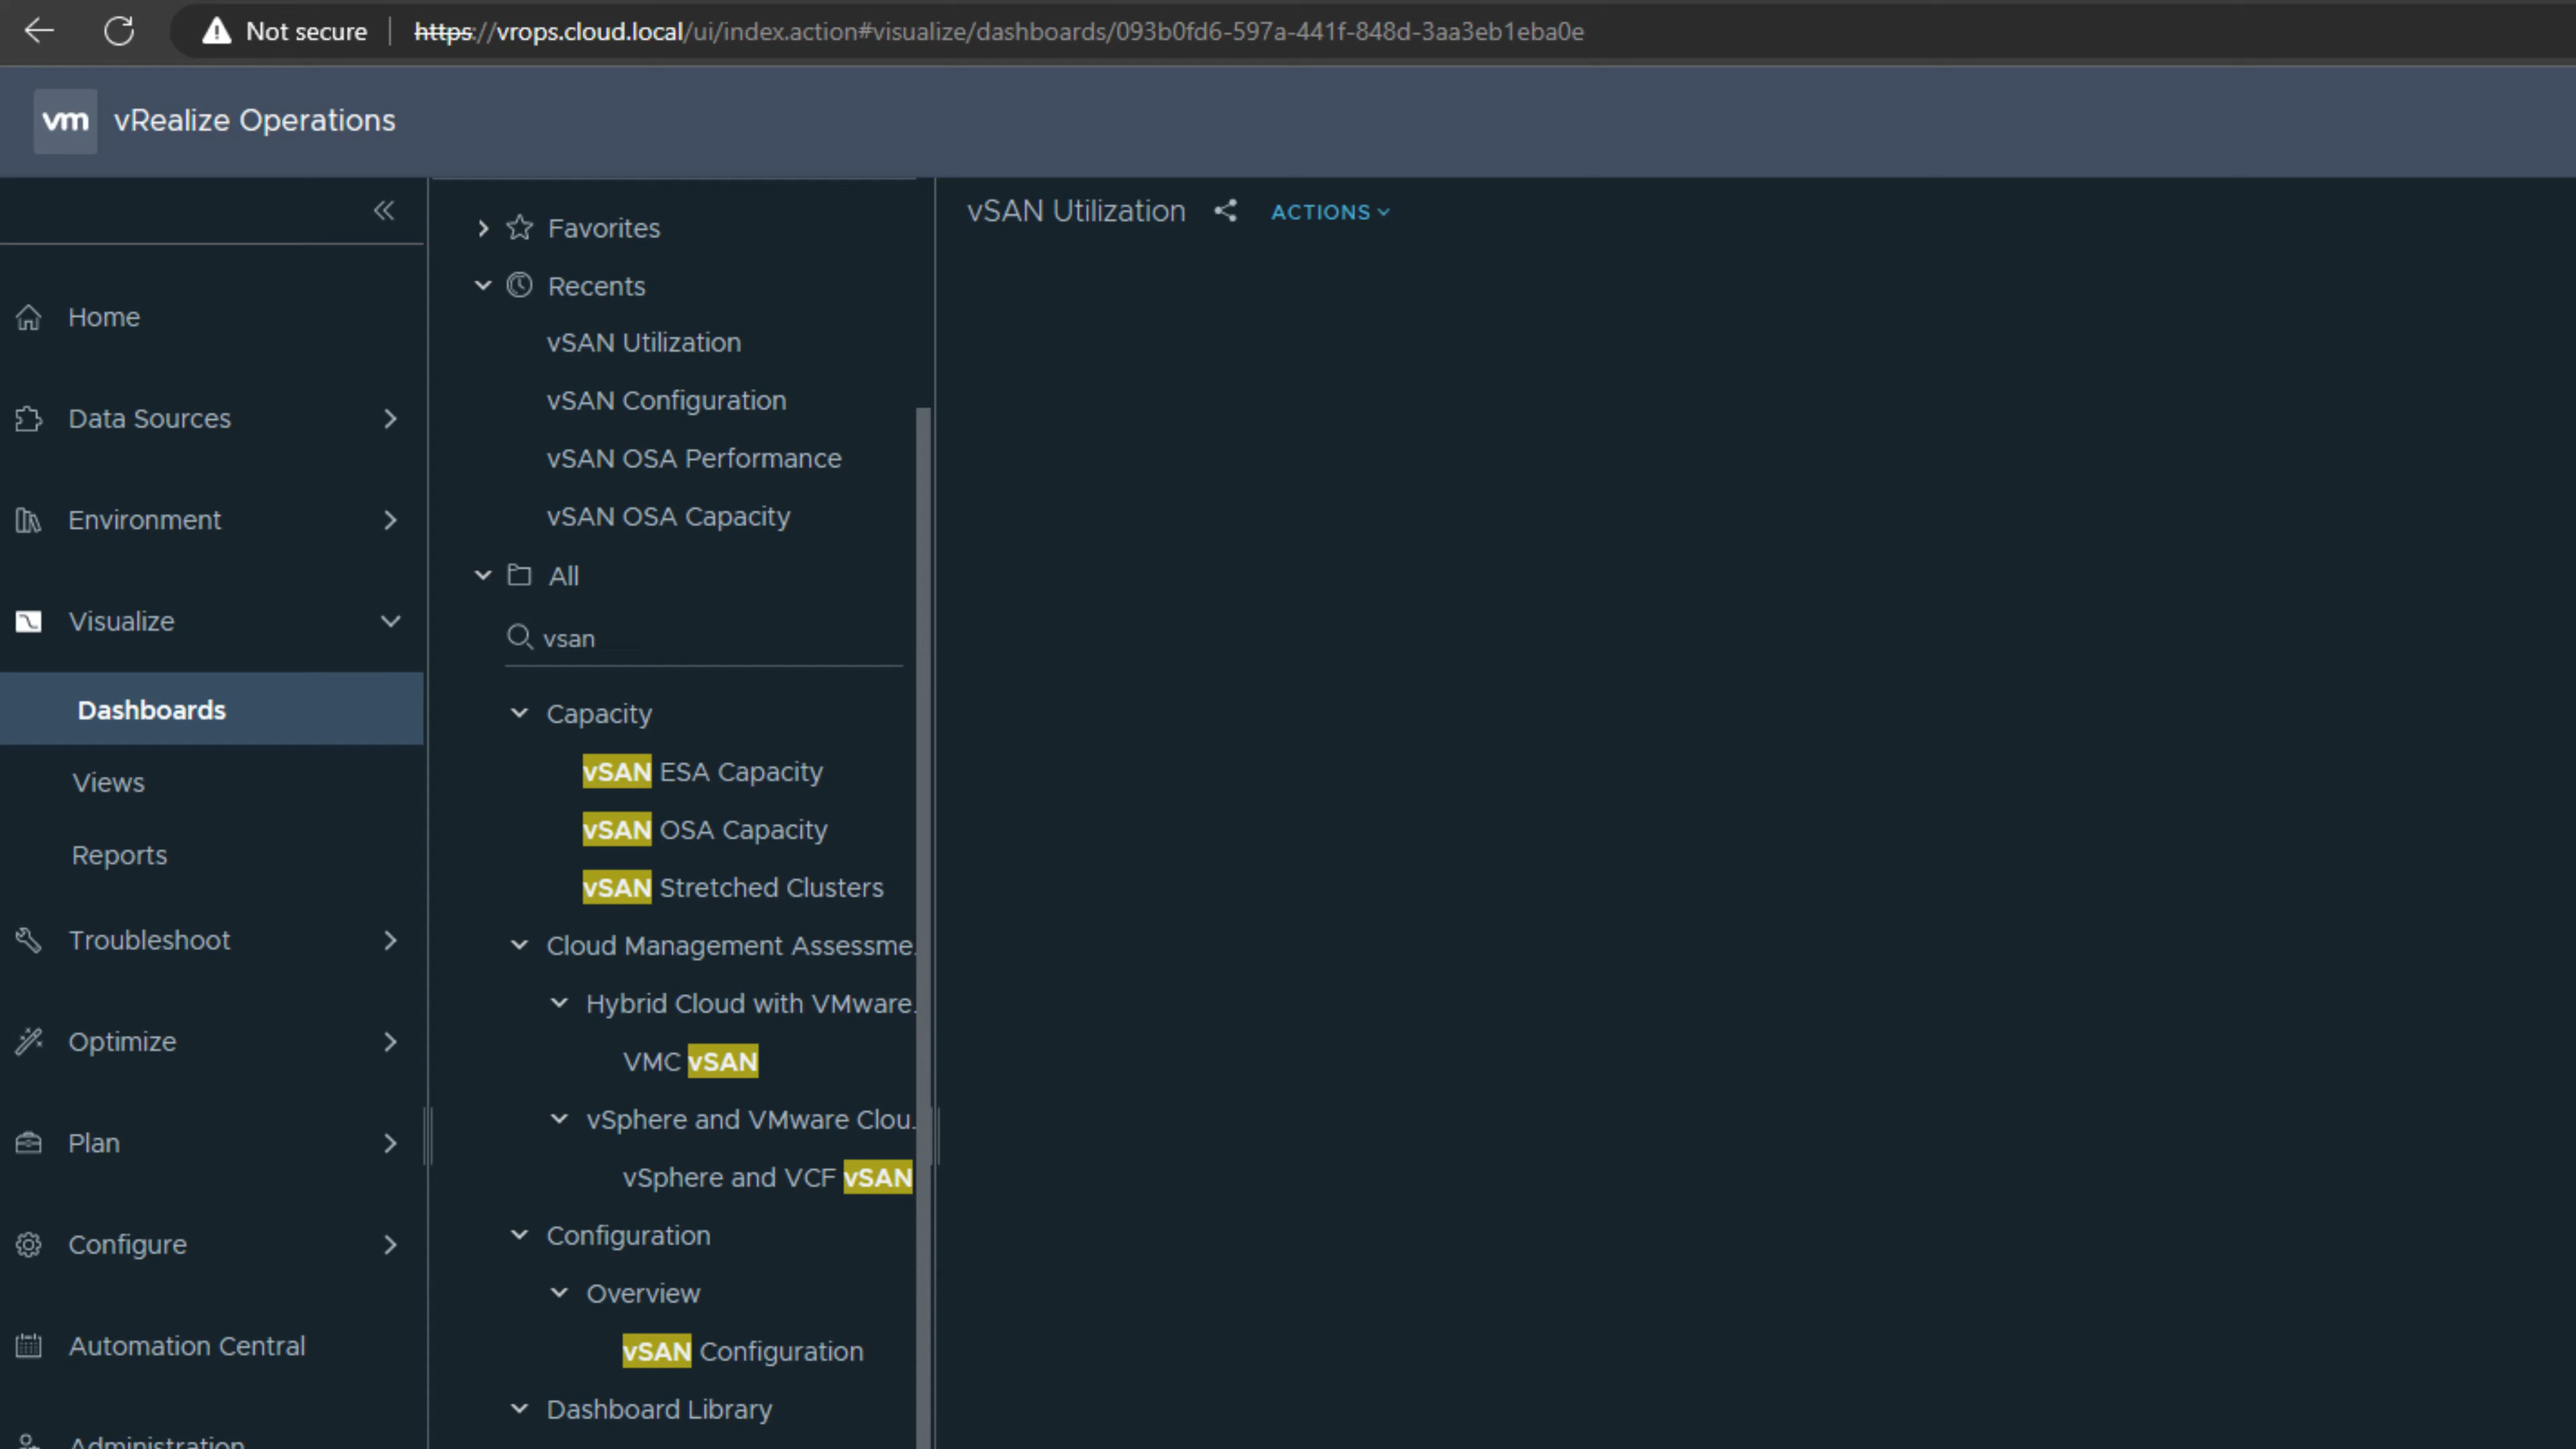 Not secure
https://vrops.cloud.local/ui/index.action#visualize/dashboards/093b0fd6-597a-441f-848d-3aa3eb1eba0e
vm vRealize Operations
Home
Data Sources
Environment
Visualize
Dashboards
Views
Reports
Troubleshoot
Optimize
Plan
Configure
Automation Central
Administration
Favorites
Recents
vSAN Utilization
vSAN Configuration
vSAN OSA Performance
vSAN OSA Capacity
All
vsan
Capacity
vSAN ESA Capacity
vSAN OSA Capacity
vSAN Stretched Clusters
Cloud Management Assessme.
Hybrid Cloud with VMware.
VMC vSAN
vSphere and VMware Clou.
vSphere and VCF vSAN
Configuration
Overview
vSAN Configuration
Dashboard Library
vSAN Utilization
ACTIONS